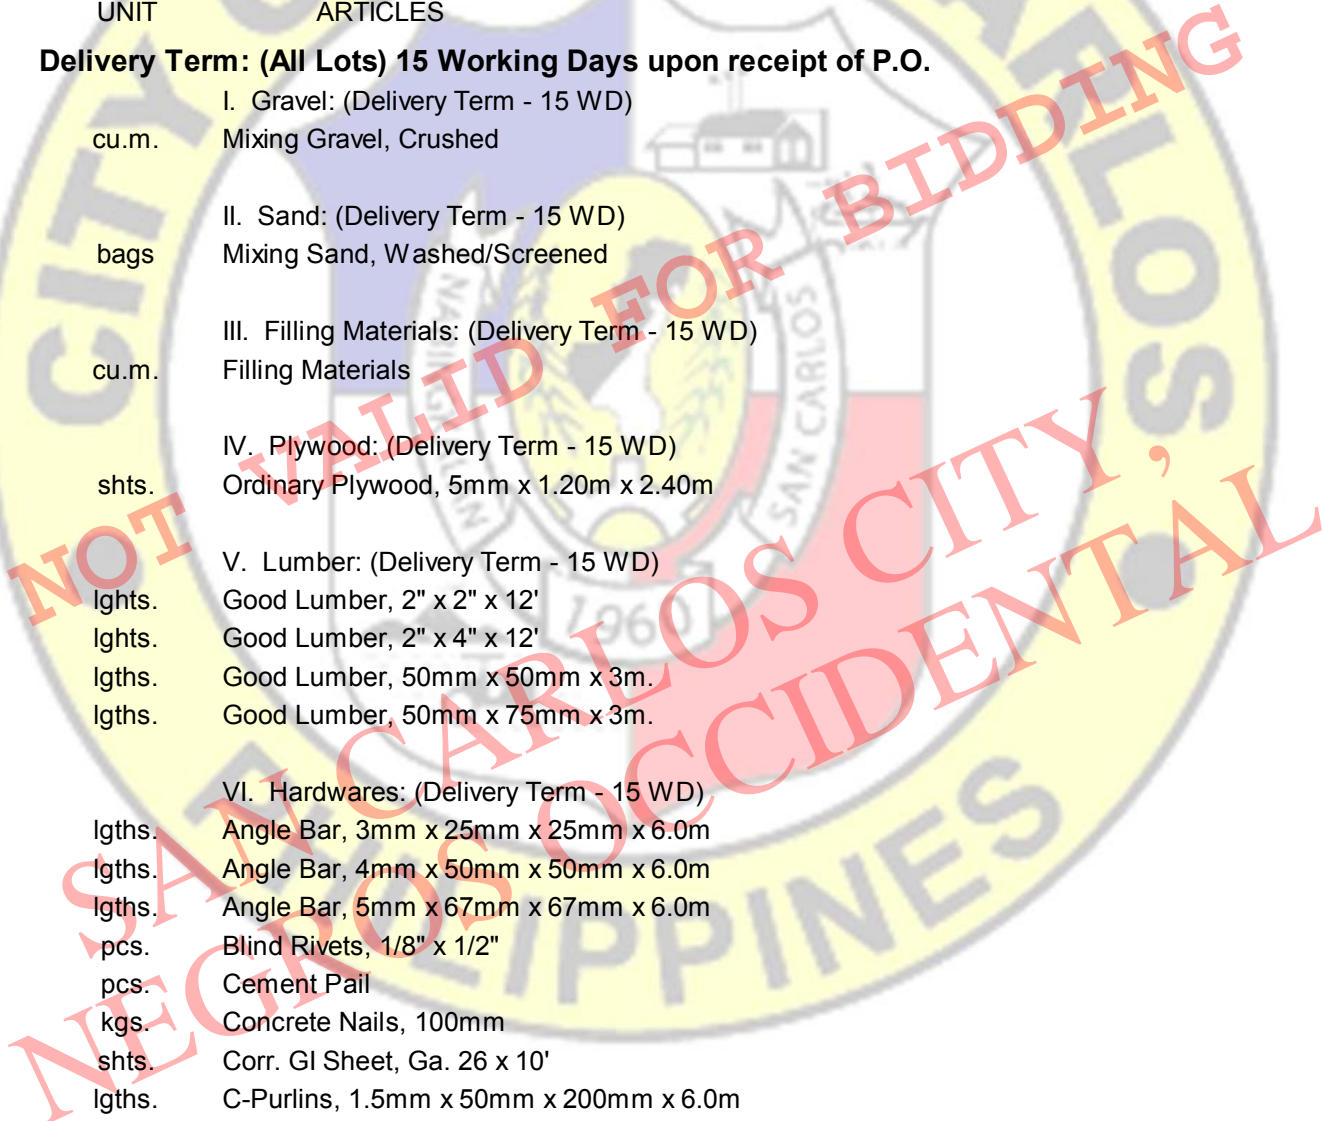 UNIT ARTICLES
Delivery Term: (All Lots) 15 Working Days upon receipt of P.O.
I. Gravel: (Delivery Term - 15 WD)
cu.m. Mixing Gravel, Crushed
II. Sand: (Delivery Term - 15 WD)
bags Mixing Sand, Washed/Screened
III. Filling Materials: (Delivery Term - 15 WD)
cu.m. Filling Materials
IV. Plywood: (Delivery Term - 15 WD)
shts. Ordinary Plywood, 5mm x 1.20m x 2.40m
V. Lumber: (Delivery Term - 15 WD)
lghts. Good Lumber, 2" x 2" x 12'
lghts. Good Lumber, 2" x 4" x 12'
lgths. Good Lumber, 50mm x 50mm x 3m.
lgths. Good Lumber, 50mm x 75mm x 3m.
VI. Hardwares: (Delivery Term - 15 WD)
lgths. Angle Bar, 3mm x 25mm x 25mm x 6.0m
lgths. Angle Bar, 4mm x 50mm x 50mm x 6.0m
lgths. Angle Bar, 5mm x 67mm x 67mm x 6.0m
pcs. Blind Rivets, 1/8" x 1/2"
pcs. Cement Pail
kgs. Concrete Nails, 100mm
shts. Corr. GI Sheet, Ga. 26 x 10'
lgths. C-Purlins, 1.5mm x 50mm x 200mm x 6.0m
NOT VALID FOR BIDDING
SAN CARLOS CITY,
NEGROS OCCIDENTAL
CITY
SAN CARLOS
1960